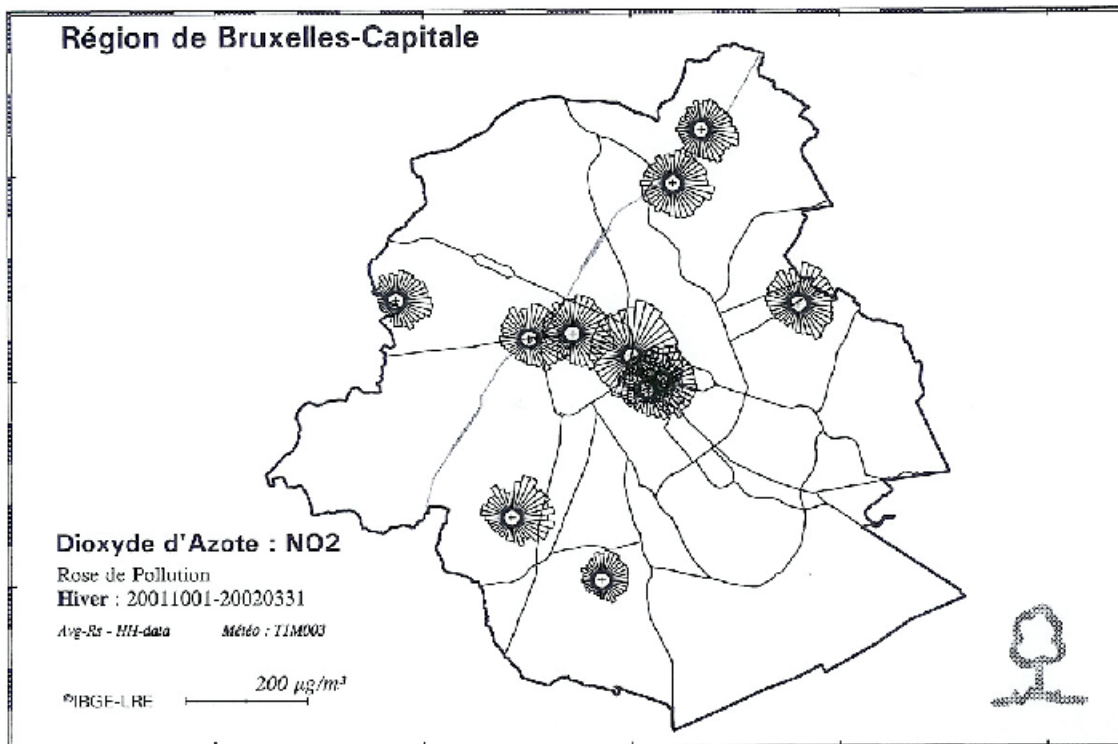 Région de Bruxelles-Capitale
Dioxyde d'Azote : NO2
Rose de Pollution
Hiver : 20011001-20020331
Avg-Rs - HH-data Météo : T1M003
©IBGE-LRE 200 µg/m³